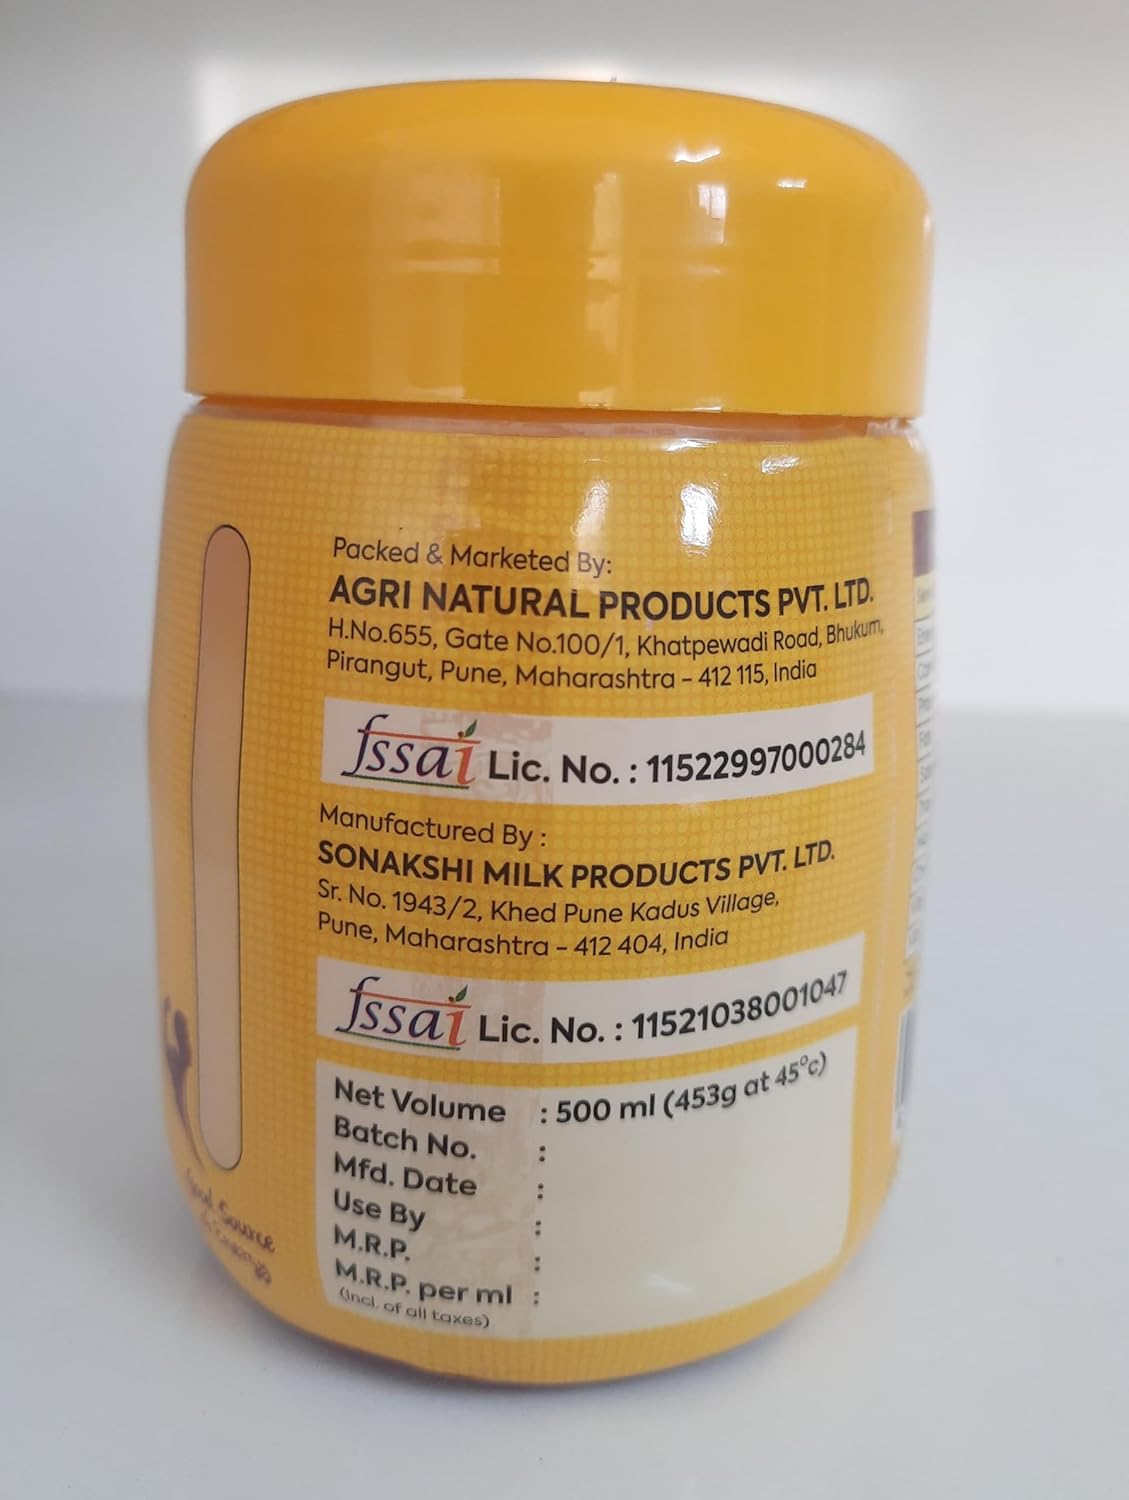 Packed & Marketed By:
AGRI NATURAL PRODUCTS PVT. LTD.
H.No.655, Gate No.100/1, Khatpewadi Road, Bhukum,
Pirangut, Pune, Maharashtra - 412 115, India
fssai Lic. No. : 11522997000284
Manufactured By :
SONAKSHI MILK PRODUCTS PVT. LTD.
Sr. No. 1943/2, Khed Pune Kadus Village,
Pune, Maharashtra - 412 404, India
fssai Lic. No. : 11521038001047
Net Volume : 500 ml (453g at 45°c)
Batch No. :
Mfd. Date :
Use By :
M.R.P. :
M.R.P. per ml :
(Incl. of all taxes)
Source